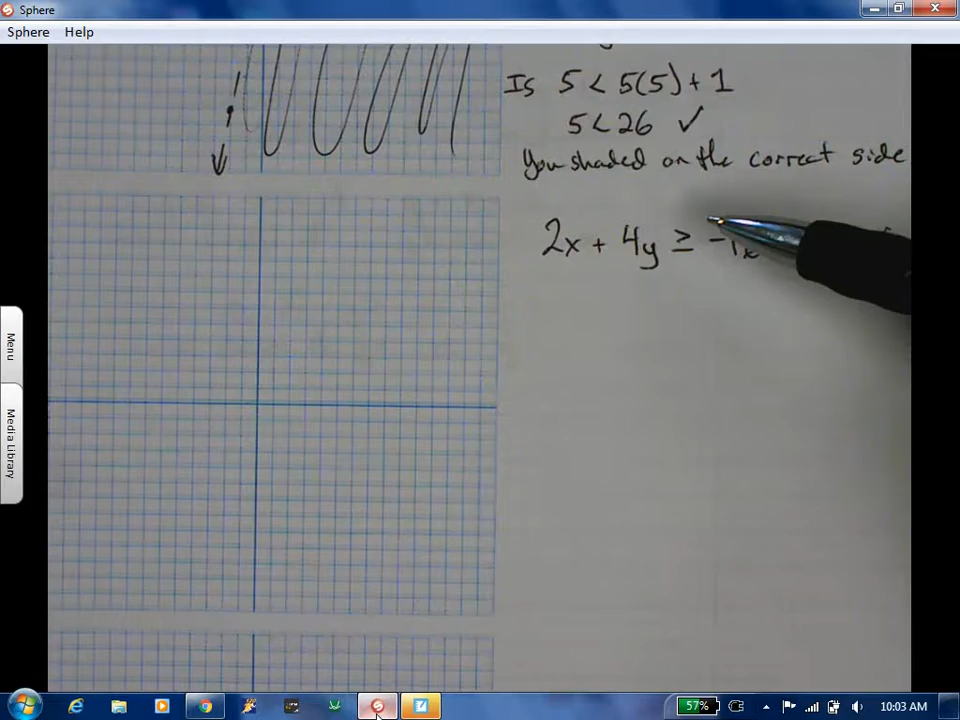 Sphere
Sphere Help
Is 5 < 5(5) + 1
5 < 26 ✓
You shaded on the correct side
2x + 4y ≥
Menu
Media Library
57%
10:03 AM